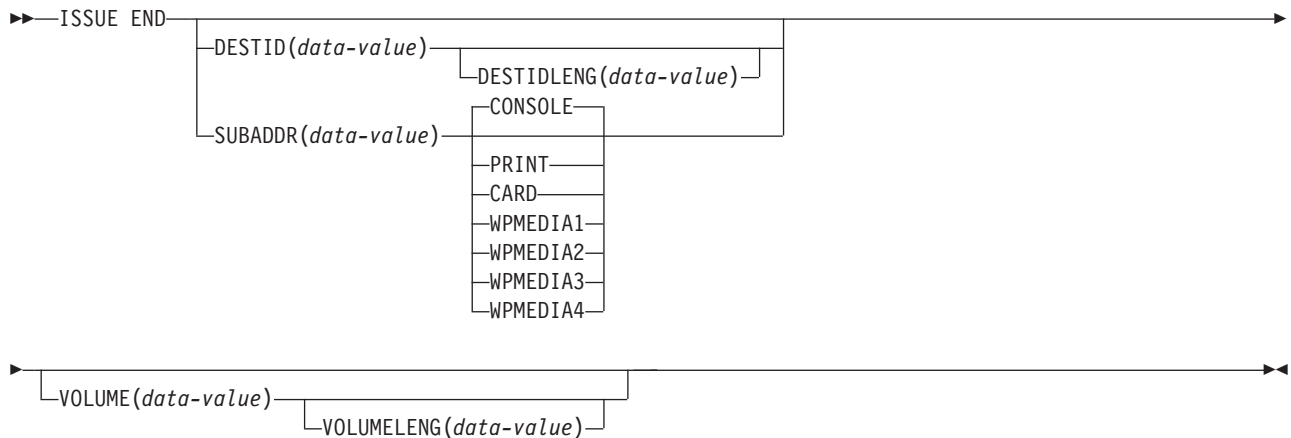 ISSUE END
DESTID(data-value)
DESTIDLENG(data-value)
CONSOLE
SUBADDR(data-value)
PRINT
CARD
WPMEDIA1
WPMEDIA2
WPMEDIA3
WPMEDIA4
VOLUME(data-value)
VOLUMELENG(data-value)